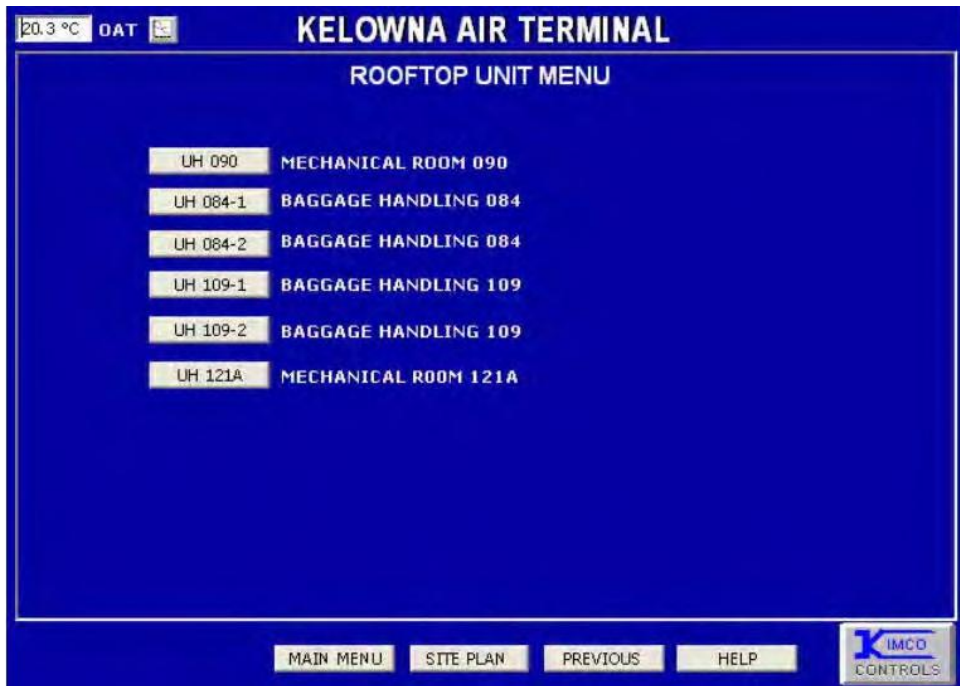 20.3 °C OAT KELOWNA AIR TERMINAL
ROOFTOP UNIT MENU
UH 090 MECHANICAL ROOM 090
UH 084-1 BAGGAGE HANDLING 084
UH 084-2 BAGGAGE HANDLING 084
UH 109-1 BAGGAGE HANDLING 109
UH 109-2 BAGGAGE HANDLING 109
UH 121A MECHANICAL ROOM 121A
MAIN MENU SITE PLAN PREVIOUS HELP
KIMCO
CONTROLS